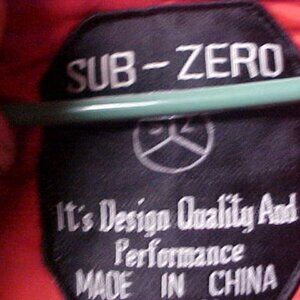 SUB-ZERO
It's Design Quality And
Performance
MADE IN CHINA